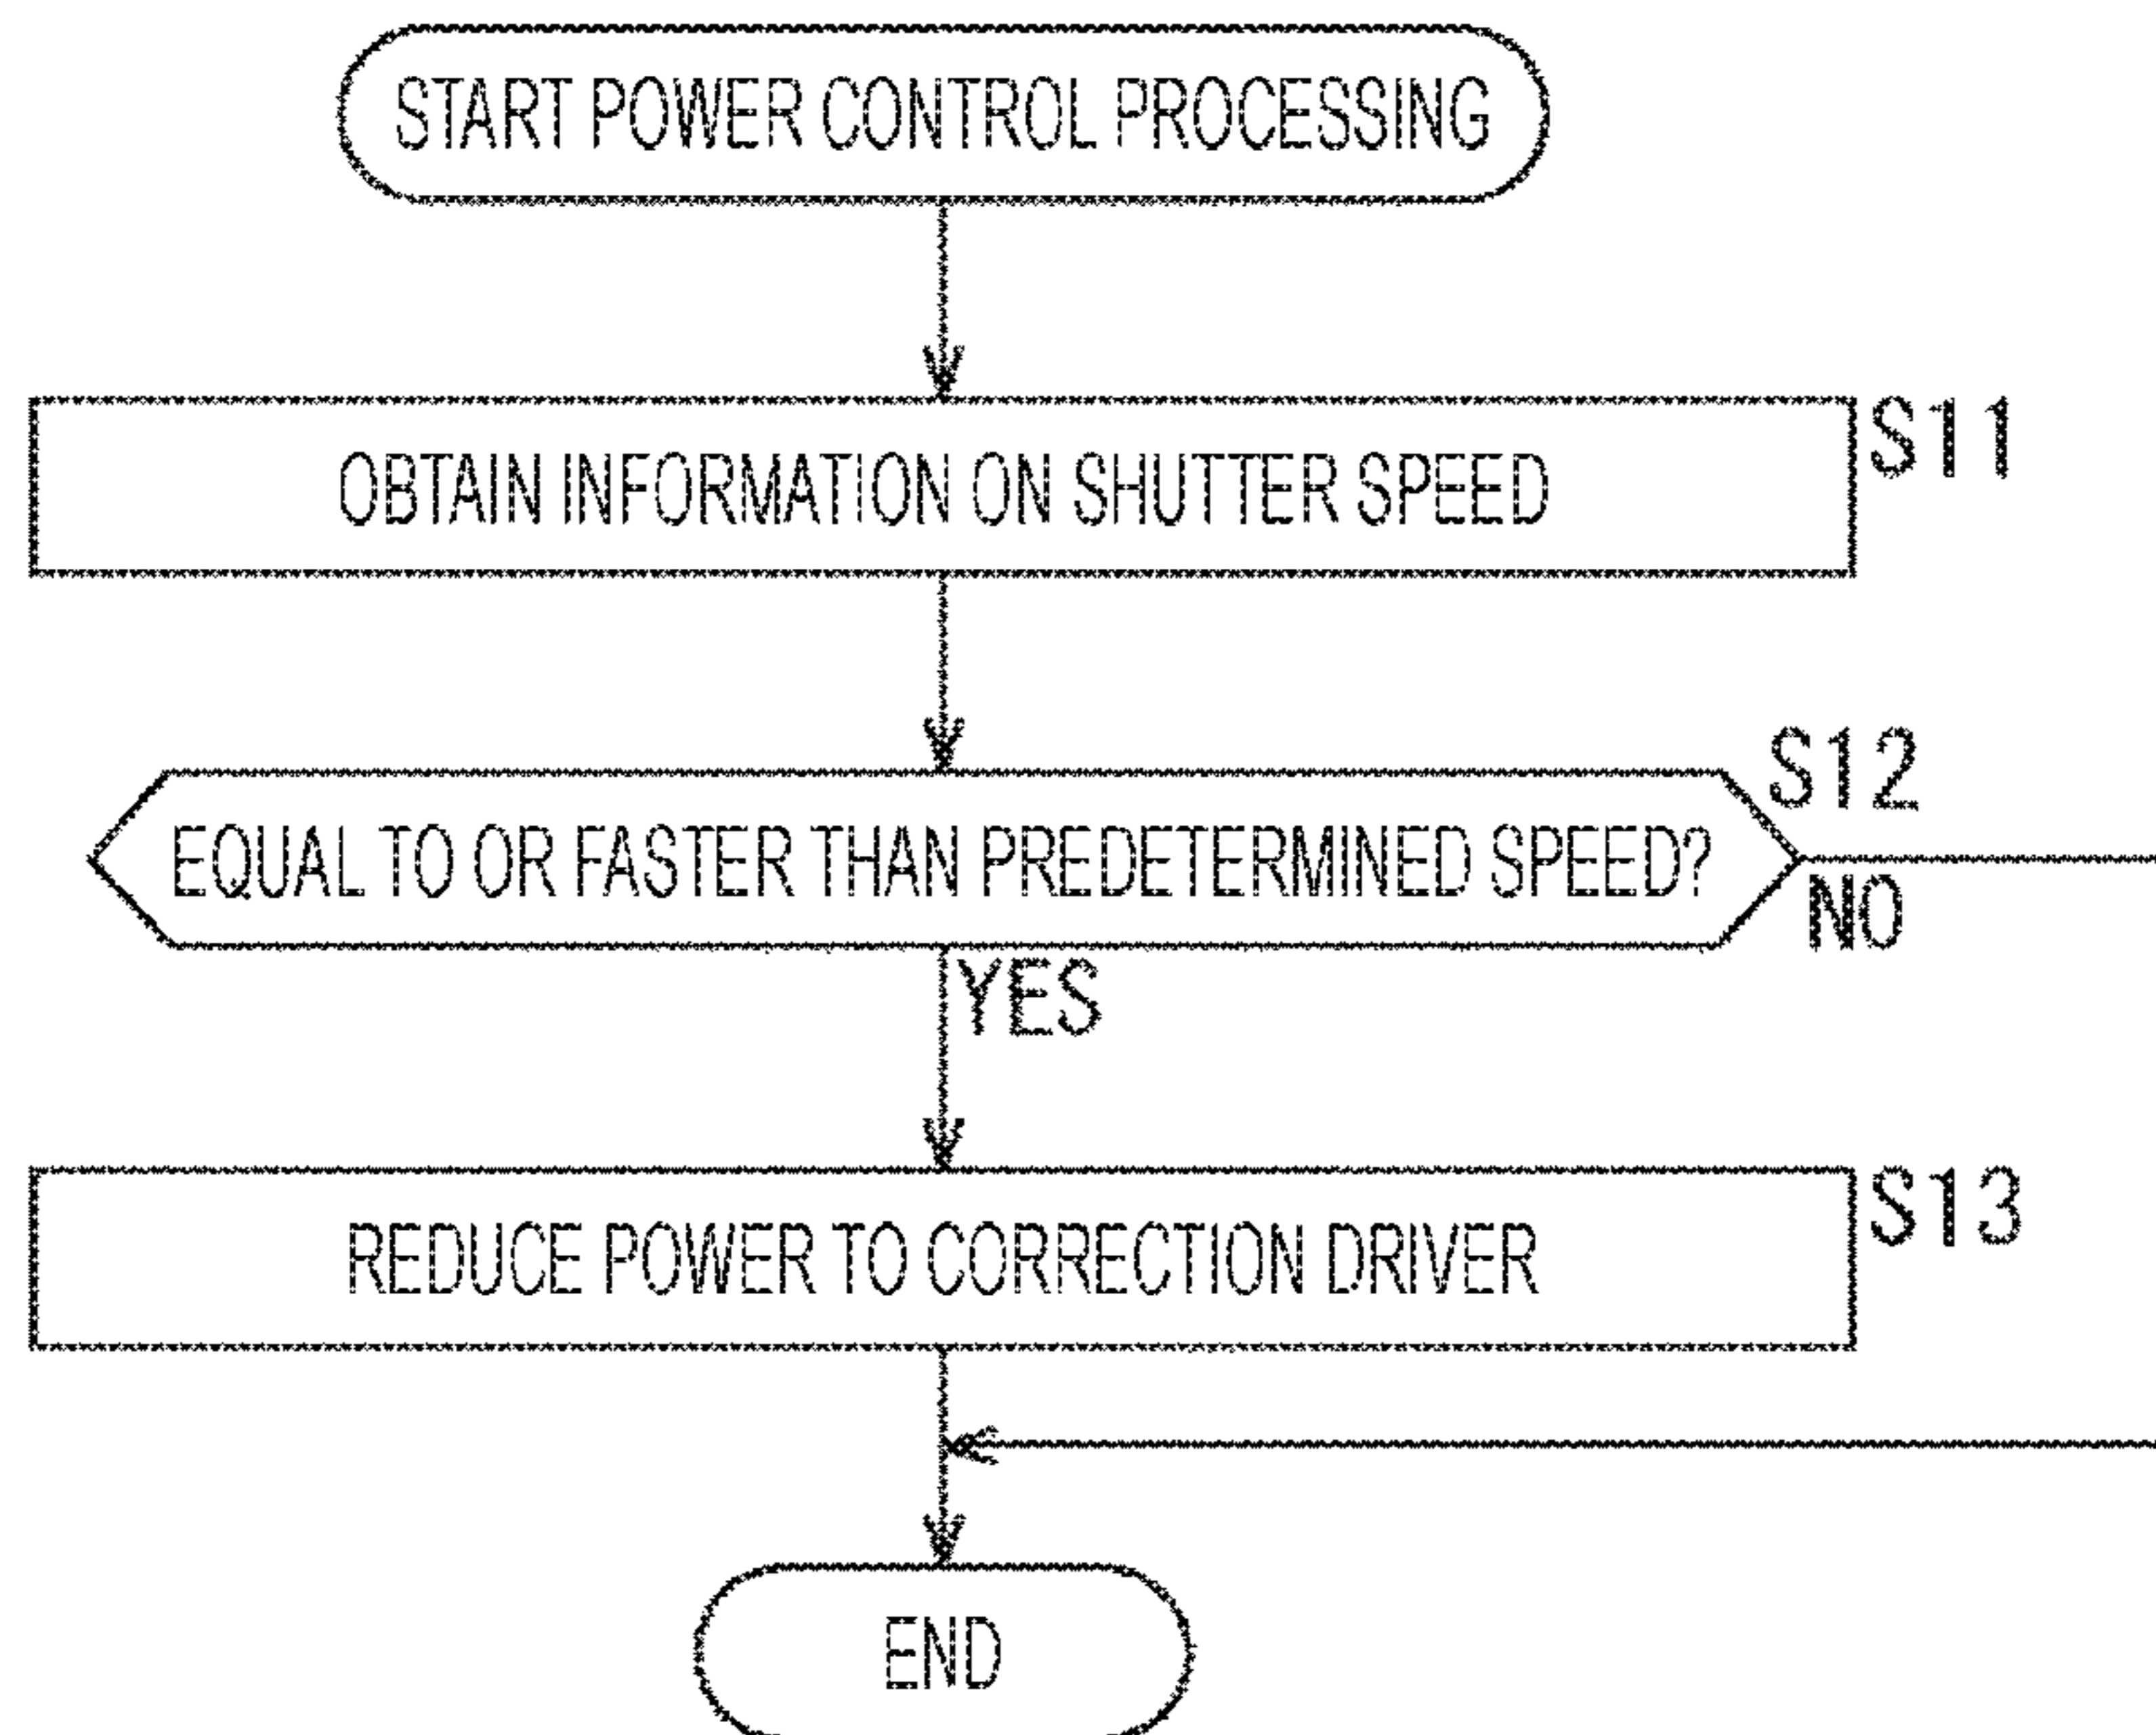 START POWER CONTROL PROCESSING
OBTAIN INFORMATION ON SHUTTER SPEED
S11
EQUAL TO OR FASTER THAN PREDETERMINED SPEED?
S12
NO
YES
REDUCE POWER TO CORRECTION DRIVER
S13
END